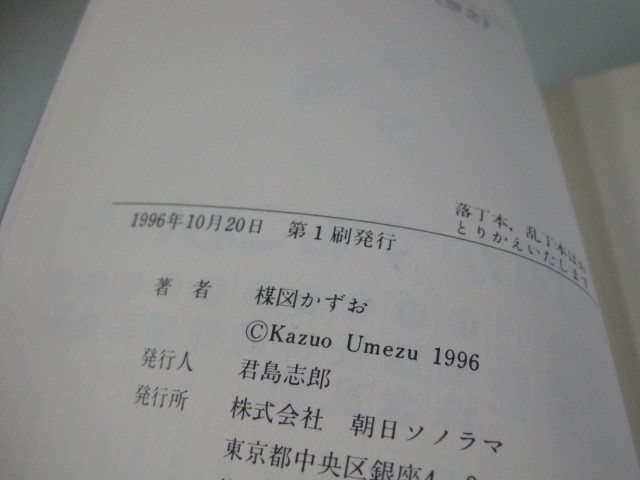 落丁本,乱丁本はお
とりかえいたします
1996年10月20日 第1刷発行
著者 楳図かずお
©Kazuo Umezu 1996
発行人 君島志郎
発行所 株式会社 朝日ソノラマ
東京都中央区銀座4